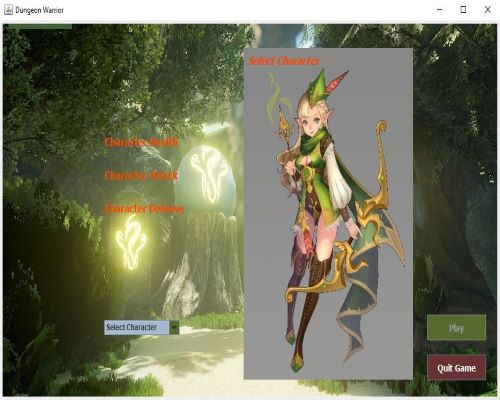 Dungeon Warrior
Select Character
Character Health
Character Attack
Character Defense
Select Character
Play
Quit Game